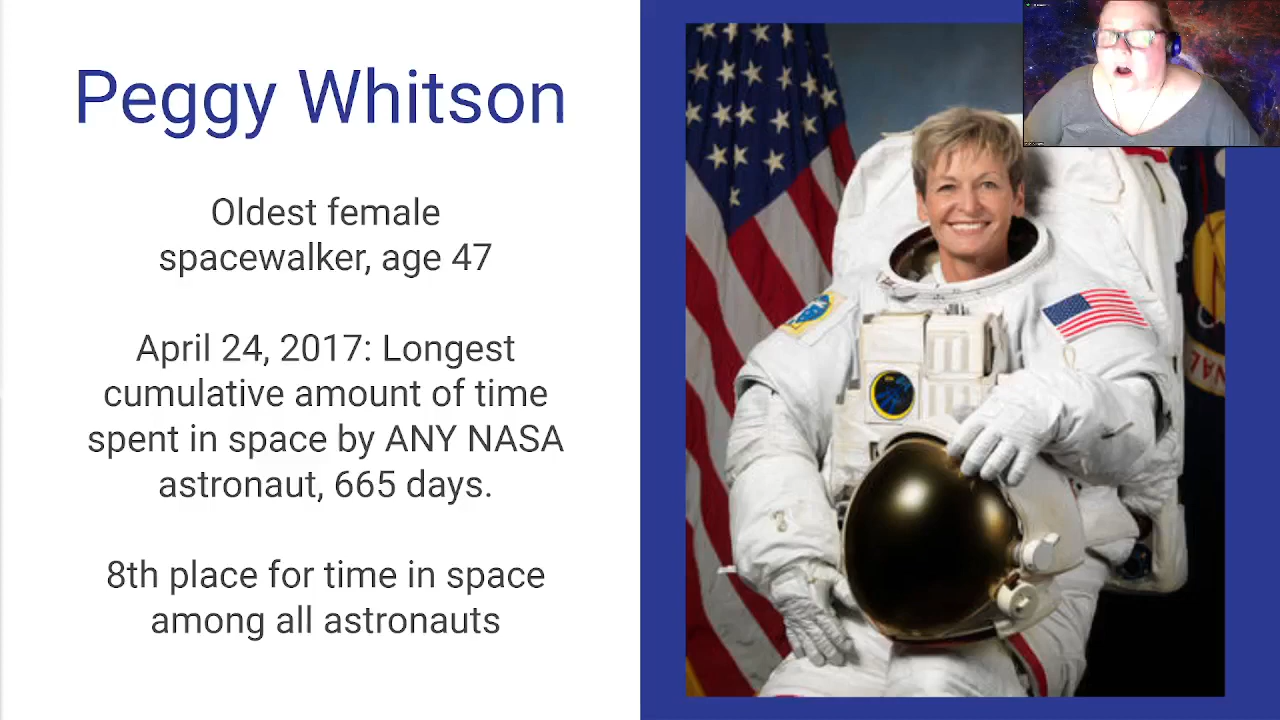 Peggy Whitson
Oldest female
spacewalker, age 47
April 24, 2017: Longest
cumulative amount of time
spent in space by ANY NASA
astronaut, 665 days.
8th place for time in space
among all astronauts